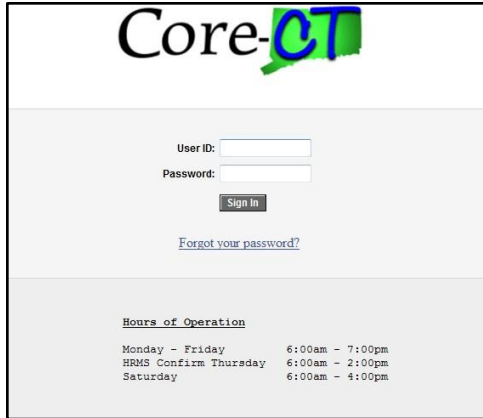 Core-CT
User ID:
Password:
Sign In
Forgot your password?
Hours of Operation
Monday - Friday 6:00am - 7:00pm
HRMS Confirm Thursday 6:00am - 2:00pm
Saturday 6:00am - 4:00pm